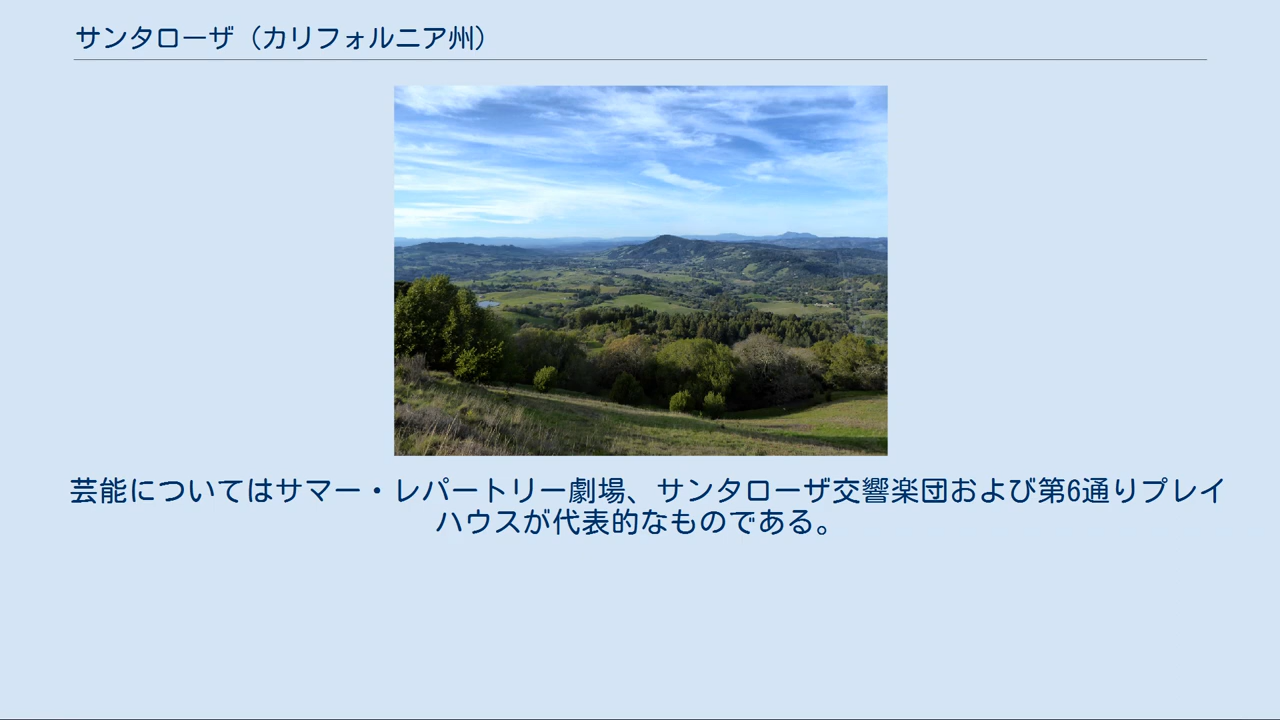 サンタローザ（カリフォルニア州）
芸能についてはサマー・レパートリー劇場、サンタローザ交響楽団および第6通りプレイ
ハウスが代表的なものである。